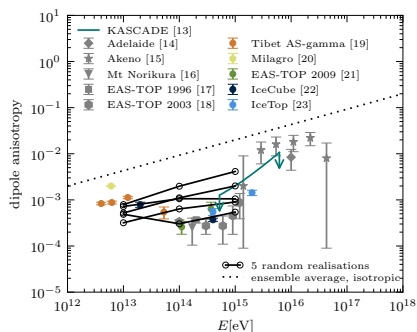 KASCADE [13]
Adelaide [14]
Akeno [15]
Mt Norikura [16]
EAS-TOP 1996 [17]
EAS-TOP 2003 [18]
Tibet AS-gamma [19]
Milagro [20]
EAS-TOP 2009 [21]
IceCube [22]
IceTop [23]
5 random realisations
ensemble average, isotropic
dipole anisotropy
10^0
10^-1
10^-2
10^-3
10^-4
10^-5
10^12 10^13 10^14 10^15 10^16 10^17 10^18
E[eV]